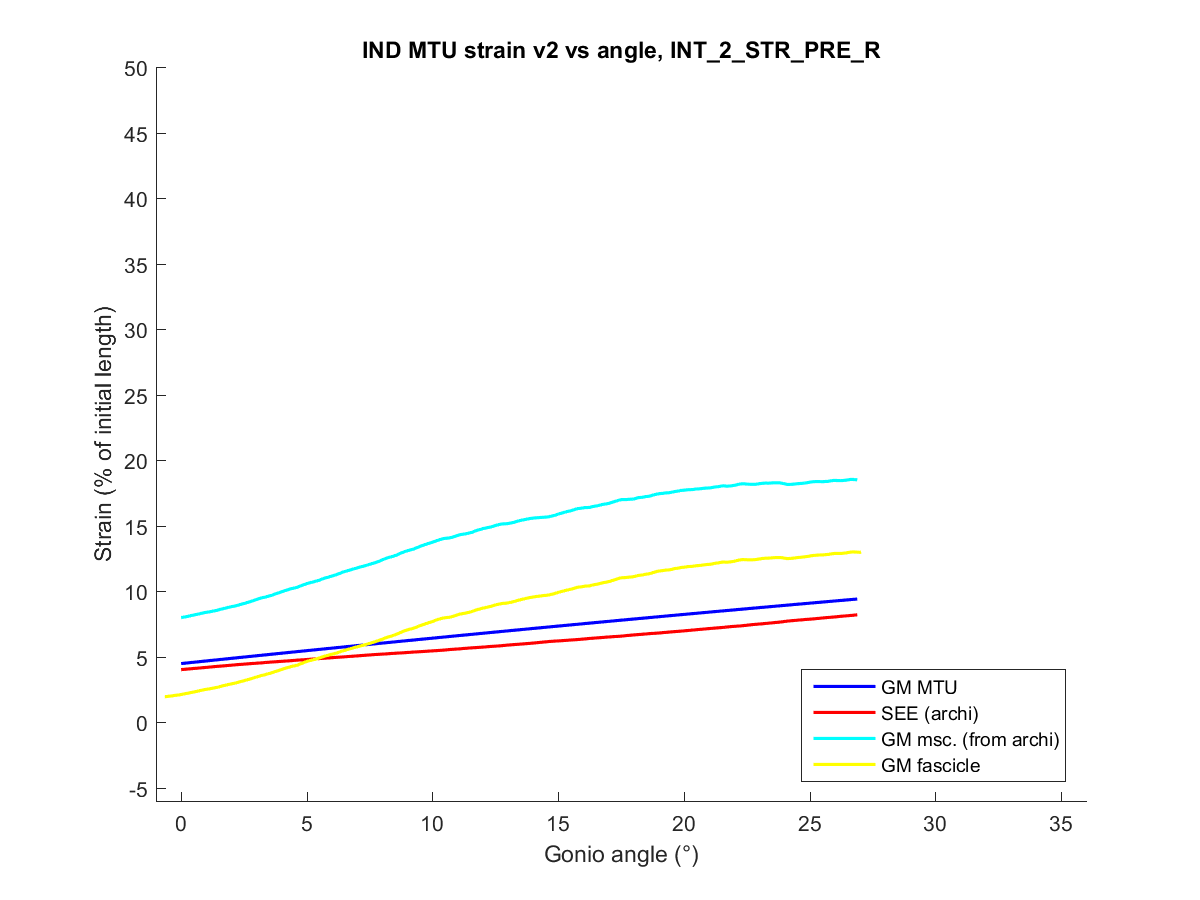 IND MTU strain v2 vs angle, INT_2_STR_PRE_R
50
45
40
35
30
25
20
15
10
5
0
-5
Strain (% of initial length)
0 5 10 15 20 25 30 35
Gonio angle (°)
GM MTU
SEE (archi)
GM msc. (from archi)
GM fascicle